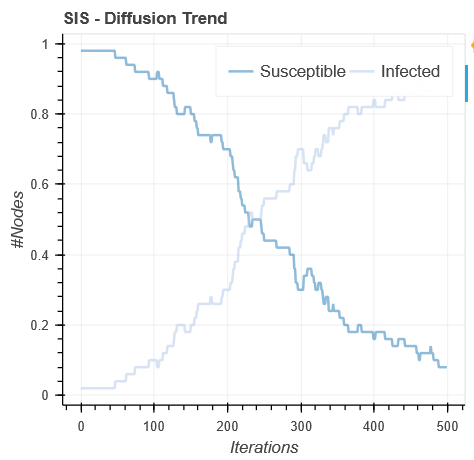 SIS - Diffusion Trend
1
0.8
0.6
0.4
0.2
0
#Nodes
Susceptible
Infected
0 100 200 300 400 500
Iterations